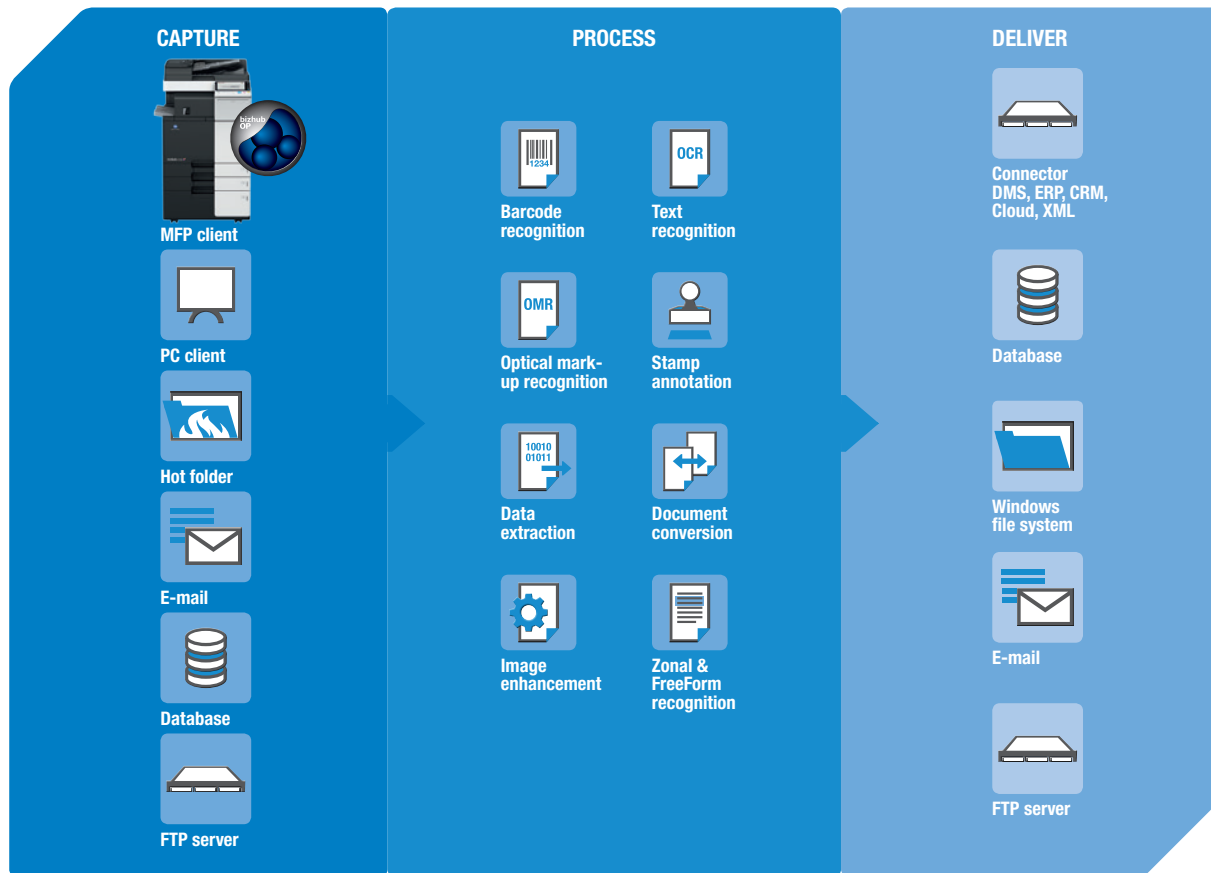 CAPTURE
bizhub
OP
MFP client
PC client
Hot folder
E-mail
Database
FTP server
PROCESS
1234
Barcode
recognition
OCR
Text
recognition
OMR
Optical mark-
up recognition
Stamp
annotation
10010
01011
Data
extraction
Document
conversion
Image
enhancement
Zonal &
FreeForm
recognition
DELIVER
Connector
DMS, ERP, CRM,
Cloud, XML
Database
Windows
file system
E-mail
FTP server